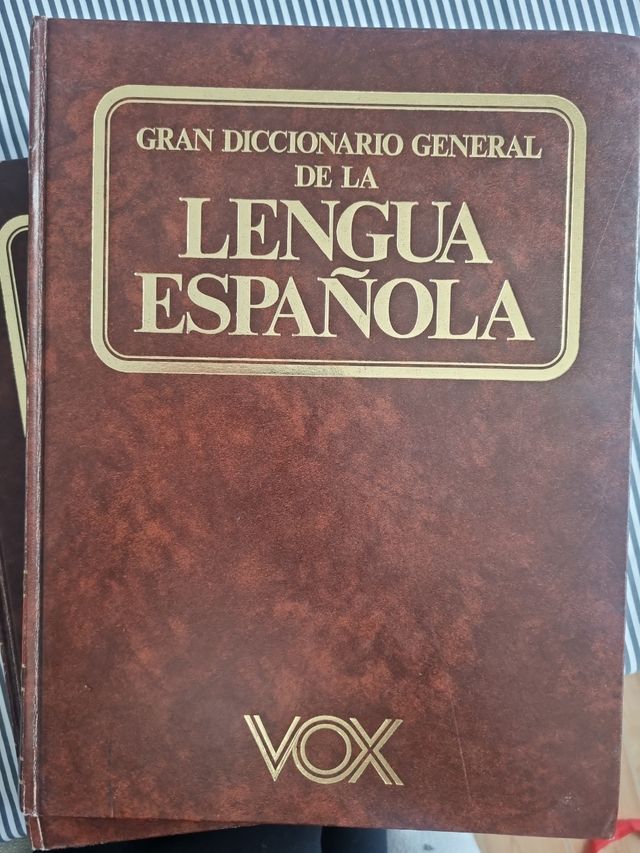 GRAN DICCIONARIO GENERAL
DE LA
LENGUA
ESPAÑOLA
VOX